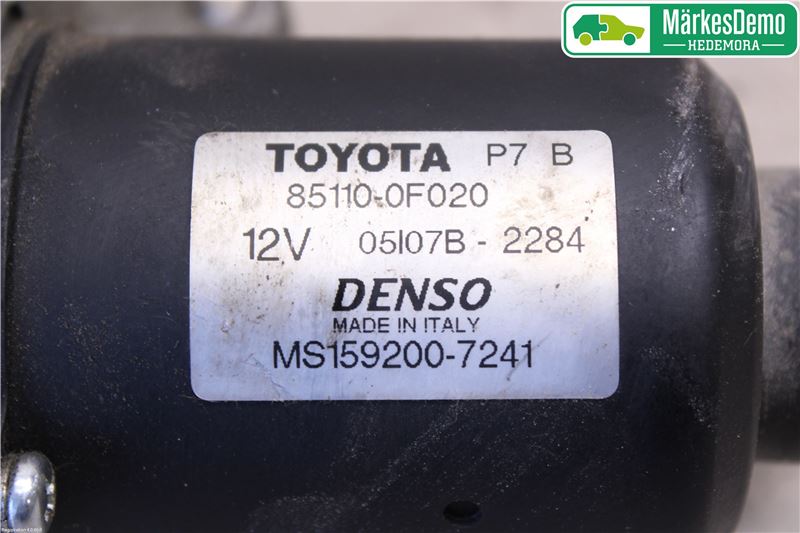 MärkesDemo
HEDEMORA
TOYOTA P7 B
85110-0F020
12V 05I07B - 2284
DENSO
MADE IN ITALY
MS159200-7241